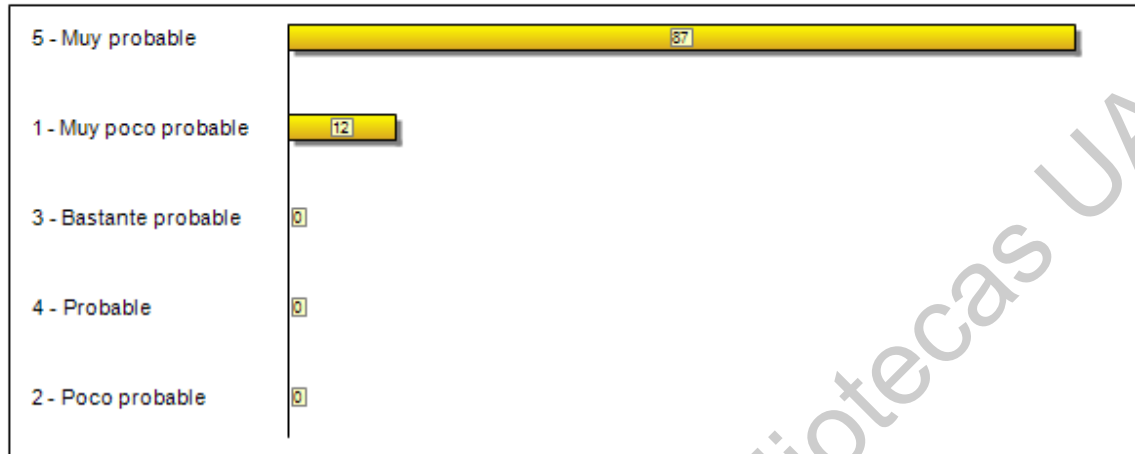 5 - Muy probable
87
1 - Muy poco probable
12
3 - Bastante probable
0
4 - Probable
0
2 - Poco probable
0